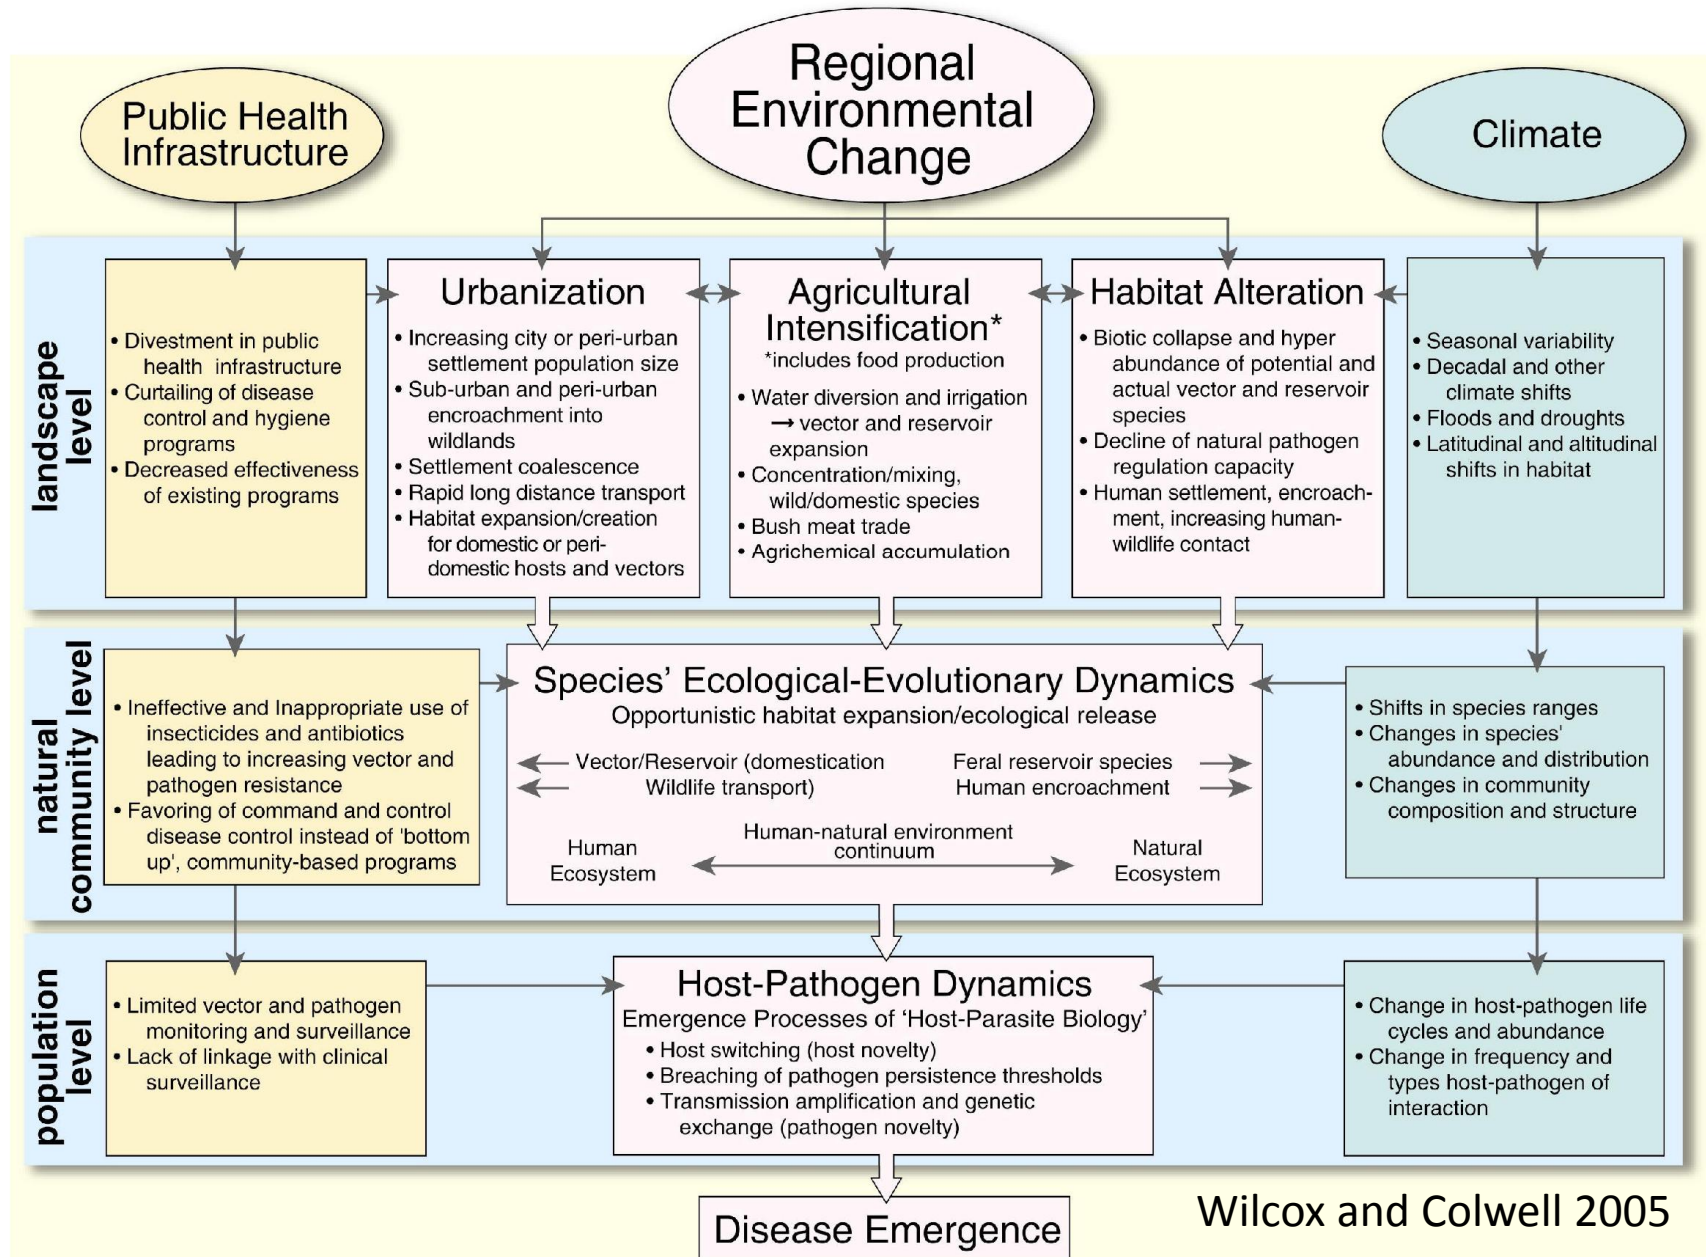 Regional
Environmental
Change
Public Health
Infrastructure
Climate
landscape
level
• Divestment in public
health infrastructure
• Curtailing of disease
control and hygiene
programs
• Decreased effectiveness
of existing programs
Urbanization
• Increasing city or peri-urban
settlement population size
• Sub-urban and peri-urban
encroachment into
wildlands
• Settlement coalescence
• Rapid long distance transport
• Habitat expansion/creation
for domestic or peri-
domestic hosts and vectors
Agricultural
Intensification*
*includes food production
• Water diversion and irrigation
→ vector and reservoir
expansion
• Concentration/mixing,
wild/domestic species
• Bush meat trade
• Agrichemical accumulation
Habitat Alteration
• Biotic collapse and hyper
abundance of potential and
actual vector and reservoir
species
• Decline of natural pathogen
regulation capacity
• Human settlement, encroach-
ment, increasing human-
wildlife contact
• Seasonal variability
• Decadal and other
climate shifts
• Floods and droughts
• Latitudinal and altitudinal
shifts in habitat
natural
community level
• Ineffective and Inappropriate use of
insecticides and antibiotics
leading to increasing vector and
pathogen resistance
• Favoring of command and control
disease control instead of 'bottom
up', community-based programs
Species' Ecological-Evolutionary Dynamics
Opportunistic habitat expansion/ecological release
Vector/Reservoir (domestication
Wildlife transport)
Feral reservoir species
Human encroachment
Human-natural environment
continuum
Human
Ecosystem
Natural
Ecosystem
• Shifts in species ranges
• Changes in species'
abundance and distribution
• Changes in community
composition and structure
population
level
• Limited vector and pathogen
monitoring and surveillance
• Lack of linkage with clinical
surveillance
Host-Pathogen Dynamics
Emergence Processes of 'Host-Parasite Biology'
• Host switching (host novelty)
• Breaching of pathogen persistence thresholds
• Transmission amplification and genetic
exchange (pathogen novelty)
• Change in host-pathogen life
cycles and abundance
• Change in frequency and
types host-pathogen of
interaction
Disease Emergence
Wilcox and Colwell 2005